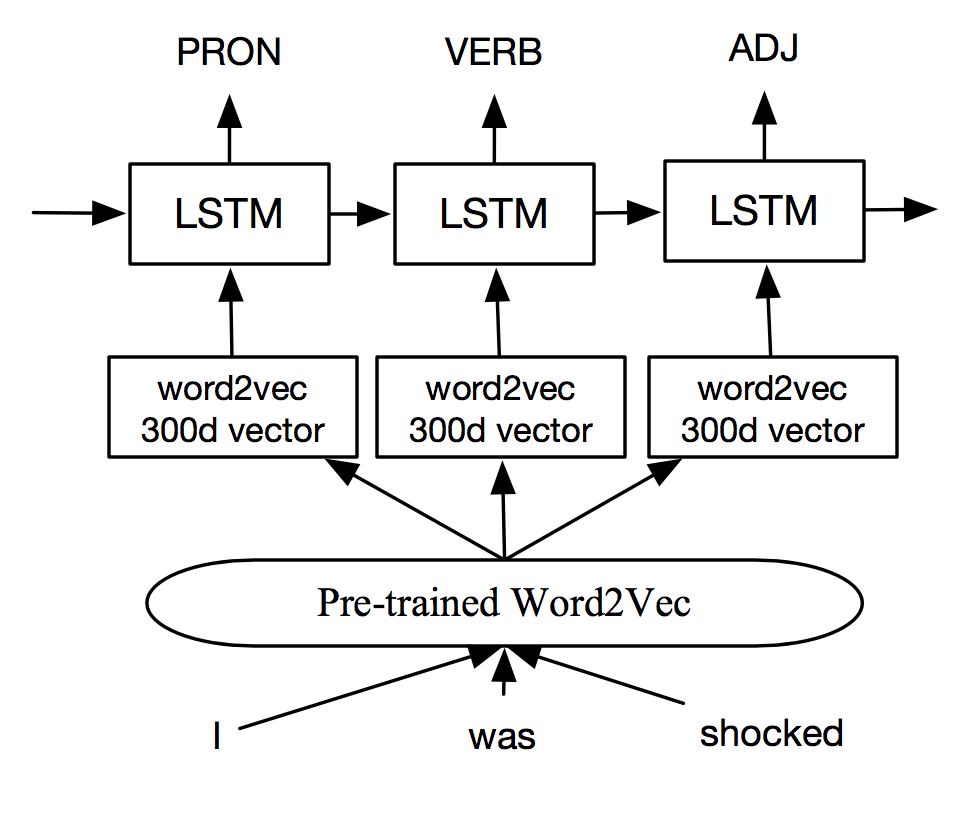 PRON VERB ADJ
LSTM LSTM LSTM
word2vec word2vec word2vec
300d vector 300d vector 300d vector
Pre-trained Word2Vec
I was shocked